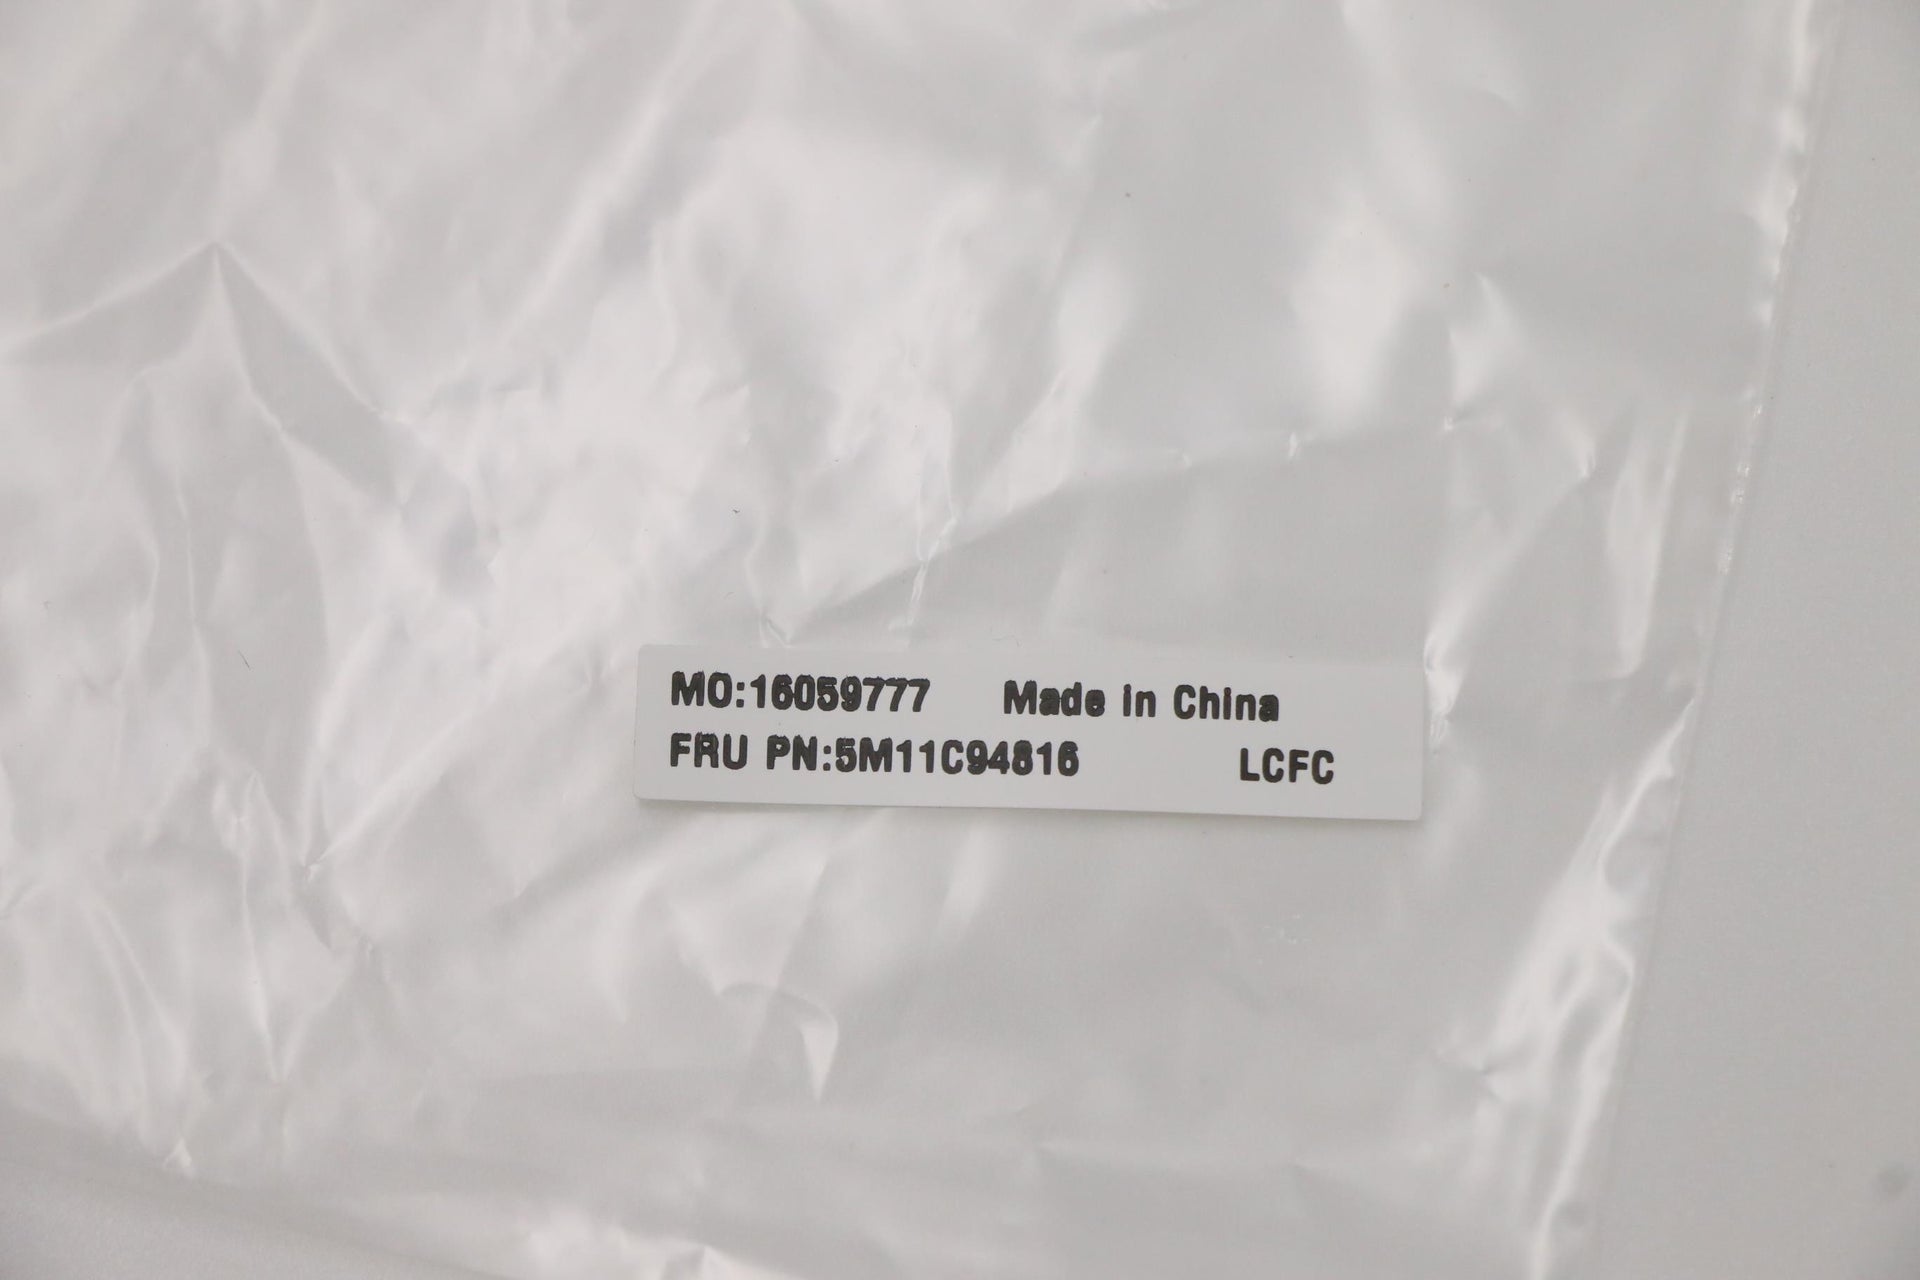 MO:16059777 Made in China
FRU PN:5M11C94816 LCFC